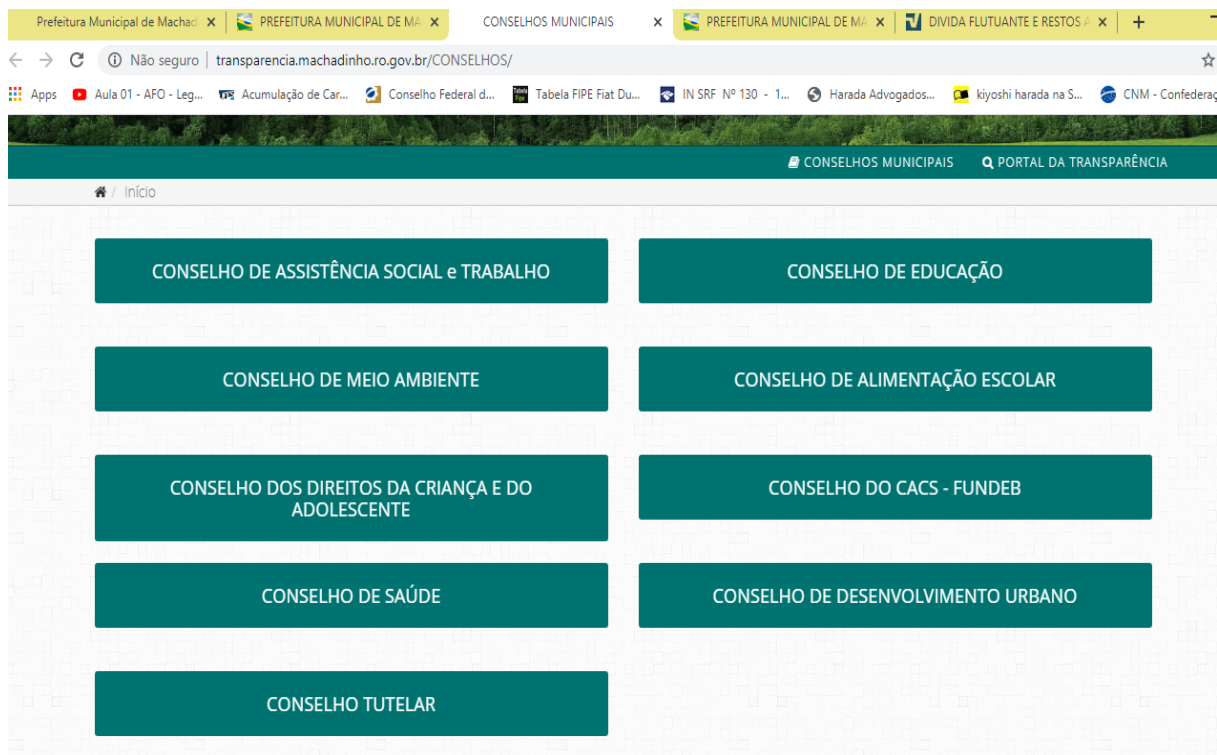 Prefeitura Municipal de Machad
PREFEITURA MUNICIPAL DE MA
CONSELHOS MUNICIPAIS
PREFEITURA MUNICIPAL DE MA
DIVIDA FLUTUANTE E RESTOS A
Não seguro | transparencia.machadinho.ro.gov.br/CONSELHOS/
Apps
Aula 01 - AFO - Leg...
Acumulação de Car...
Conselho Federal d...
Tabela FIPE Fiat Du...
IN SRF Nº 130 - 1...
Harada Advogados...
kiyoshi harada na S...
CNM - Confederaç
CONSELHOS MUNICIPAIS
PORTAL DA TRANSPARÊNCIA
/ Início
CONSELHO DE ASSISTÊNCIA SOCIAL e TRABALHO
CONSELHO DE EDUCAÇÃO
CONSELHO DE MEIO AMBIENTE
CONSELHO DE ALIMENTAÇÃO ESCOLAR
CONSELHO DOS DIREITOS DA CRIANÇA E DO
ADOLESCENTE
CONSELHO DO CACS - FUNDEB
CONSELHO DE SAÚDE
CONSELHO DE DESENVOLVIMENTO URBANO
CONSELHO TUTELAR